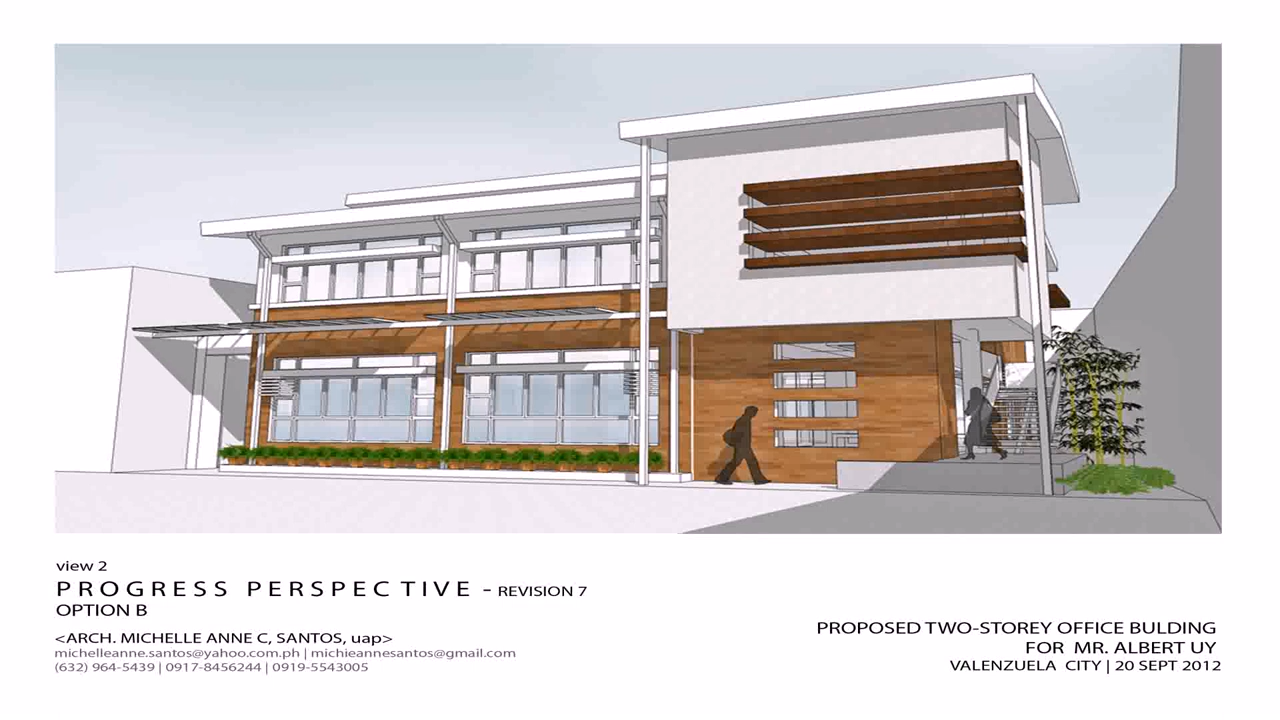 view 2
PROGRESS PERSPECTIVE - REVISION 7
OPTION B
<ARCH. MICHELLE ANNE C, SANTOS, uap>
michelleanne.santos@yahoo.com.ph | michieannesantos@gmail.com
(632) 964-5439 | 0917-8456244 | 0919-5543005
PROPOSED TWO-STOREY OFFICE BULDING
FOR MR. ALBERT UY
VALENZUELA CITY | 20 SEPT 2012